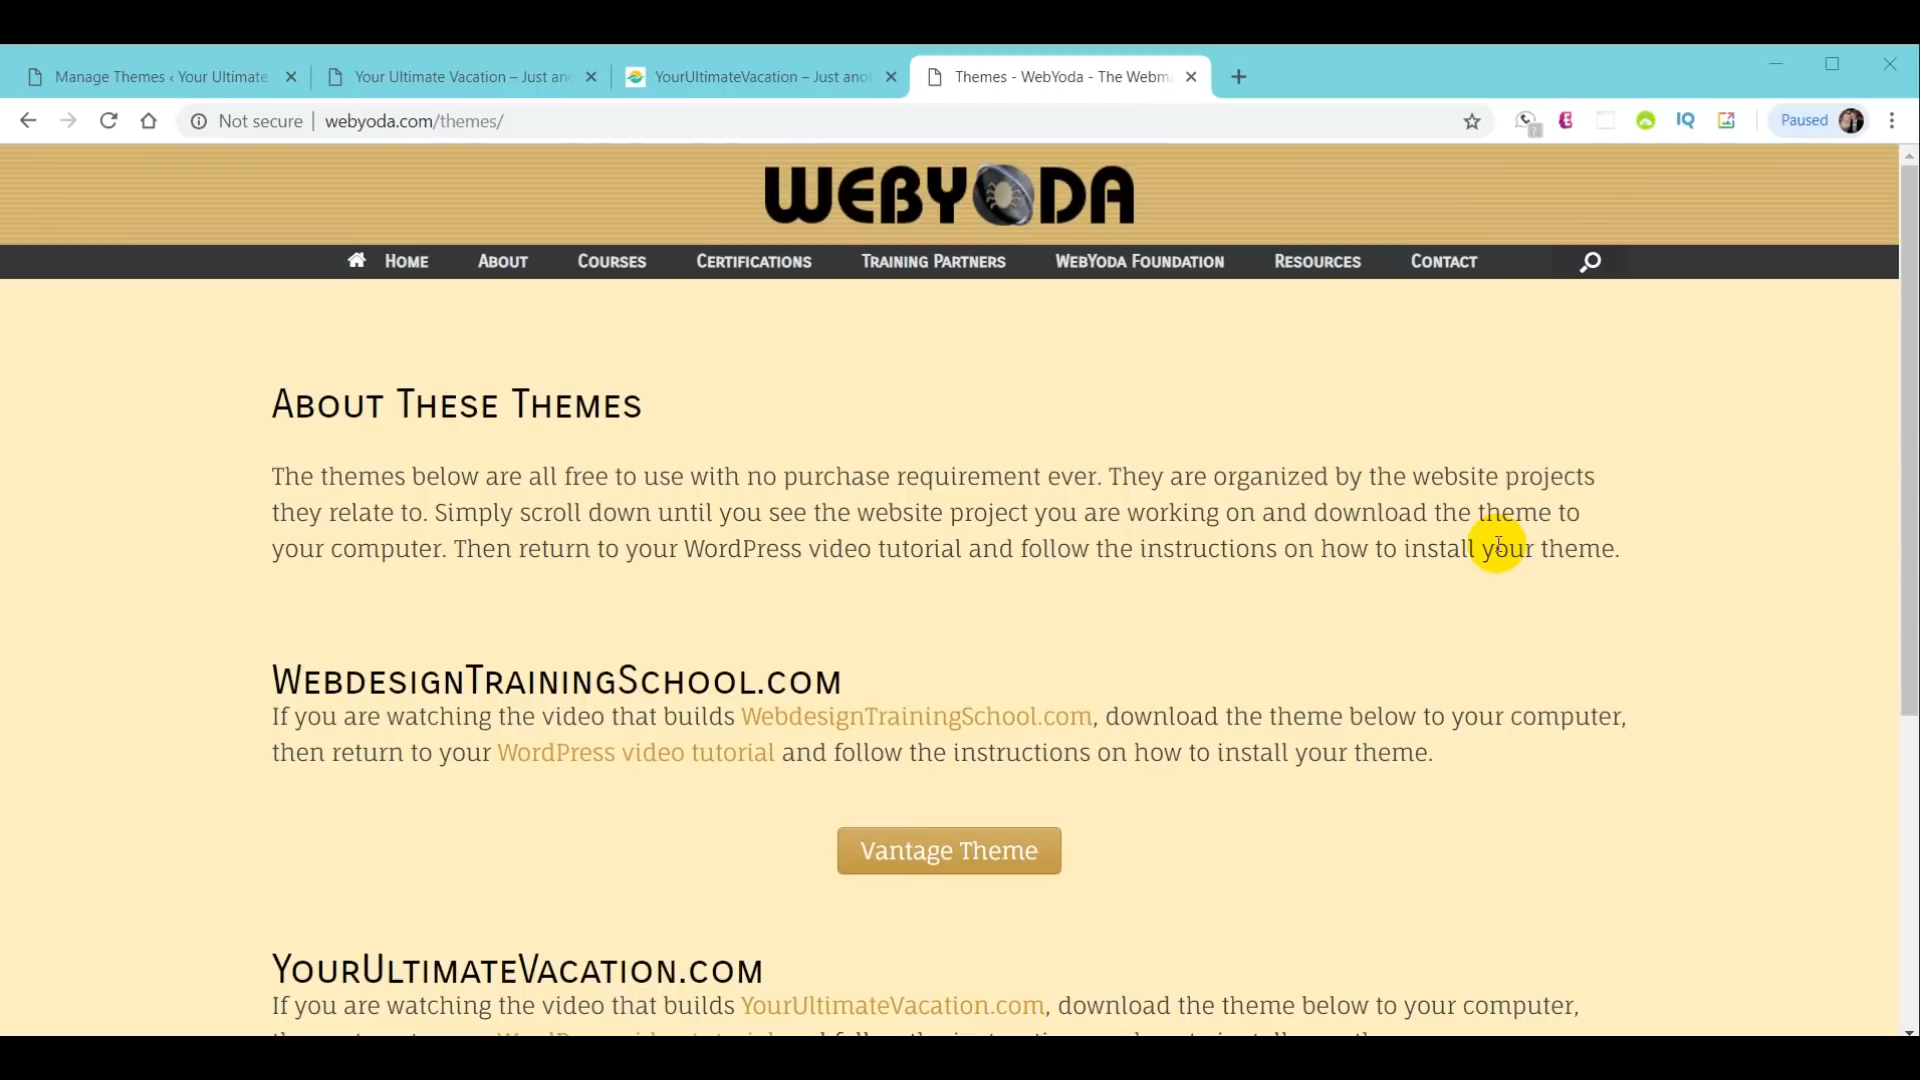 Manage Themes ‹ Your Ultimate
Your Ultimate Vacation – Just an
YourUltimateVacation – Just anot
Themes - WebYoda - The Webma
Not secure | webyoda.com/themes/
IQ
Paused
WEBYODA
HOME ABOUT COURSES CERTIFICATIONS TRAINING PARTNERS WEBYODA FOUNDATION RESOURCES CONTACT
ABOUT THESE THEMES
The themes below are all free to use with no purchase requirement ever. They are organized by the website projects
they relate to. Simply scroll down until you see the website project you are working on and download the theme to
your computer. Then return to your WordPress video tutorial and follow the instructions on how to install your theme.
WEBDESIGNTRAININGSCHOOL.COM
If you are watching the video that builds WebdesignTrainingSchool.com, download the theme below to your computer,
then return to your WordPress video tutorial and follow the instructions on how to install your theme.
Vantage Theme
YOURULTIMATEVACATION.COM
If you are watching the video that builds YourUltimateVacation.com, download the theme below to your computer,